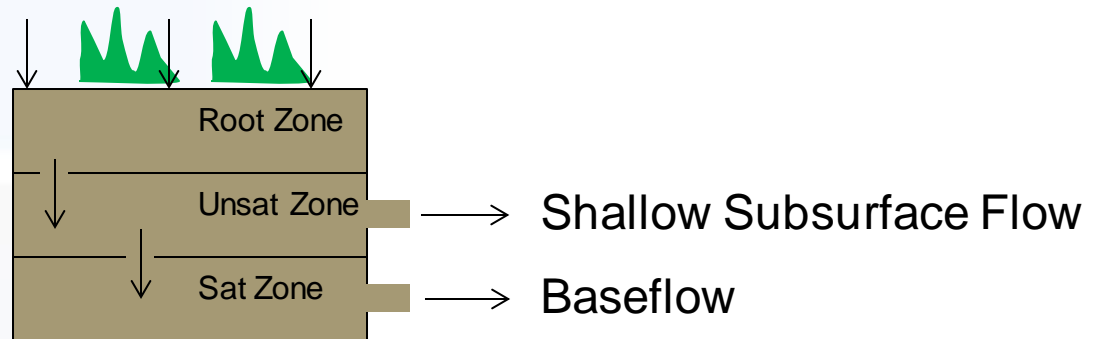 Root Zone
Unsat Zone
Shallow Subsurface Flow
Sat Zone
Baseflow